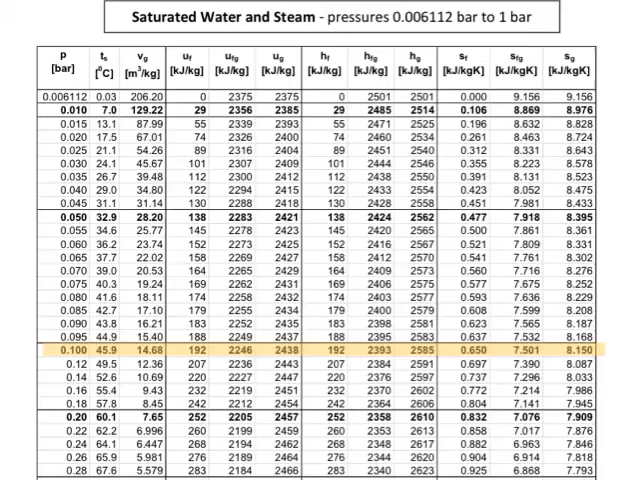 Saturated Water and Steam - pressures 0.006112 bar to 1 bar
p ts vg uf ufg ug hf hfg hg sf sfg sg
[bar] [⁰C] [m³/kg] [kJ/kg] [kJ/kg] [kJ/kg] [kJ/kg] [kJ/kg] [kJ/kg] [kJ/kgK] [kJ/kgK] [kJ/kgK]
0.006112 0.03 206.20 0 2375 2375 0 2501 2501 0.000 9.156 9.156
0.010 7.0 129.22 29 2356 2385 29 2485 2514 0.106 8.869 8.976
0.015 13.1 87.99 55 2339 2393 55 2471 2525 0.196 8.632 8.828
0.020 17.5 67.01 74 2326 2400 74 2460 2534 0.261 8.463 8.724
0.025 21.1 54.26 89 2316 2404 89 2451 2540 0.312 8.331 8.643
0.030 24.1 45.67 101 2307 2409 101 2444 2546 0.355 8.223 8.578
0.035 26.7 39.48 112 2300 2412 112 2438 2550 0.391 8.131 8.523
0.040 29.0 34.80 122 2294 2415 122 2433 2554 0.423 8.052 8.475
0.045 31.1 31.14 130 2288 2418 130 2428 2558 0.451 7.981 8.433
0.050 32.9 28.20 138 2283 2421 138 2424 2562 0.477 7.918 8.395
0.055 34.6 25.77 145 2278 2423 145 2420 2565 0.500 7.861 8.361
0.060 36.2 23.74 152 2273 2425 152 2416 2567 0.521 7.809 8.331
0.065 37.7 22.02 158 2269 2427 158 2412 2570 0.541 7.761 8.302
0.070 39.0 20.53 164 2265 2429 164 2409 2573 0.560 7.716 8.276
0.075 40.3 19.24 169 2262 2431 169 2406 2575 0.577 7.675 8.252
0.080 41.6 18.11 174 2258 2432 174 2403 2577 0.593 7.636 8.229
0.085 42.7 17.10 179 2255 2434 179 2400 2579 0.608 7.599 8.208
0.090 43.8 16.21 183 2252 2435 183 2398 2581 0.623 7.565 8.187
0.095 44.9 15.40 188 2249 2437 188 2395 2583 0.637 7.532 8.168
0.100 45.9 14.68 192 2246 2438 192 2393 2585 0.650 7.501 8.150
0.12 49.5 12.36 207 2236 2443 207 2384 2591 0.697 7.390 8.087
0.14 52.6 10.69 220 2227 2447 220 2376 2597 0.737 7.296 8.033
0.16 55.4 9.43 232 2219 2451 232 2370 2602 0.772 7.214 7.986
0.18 57.8 8.45 242 2212 2454 242 2364 2606 0.804 7.141 7.945
0.20 60.1 7.65 252 2205 2457 252 2358 2610 0.832 7.076 7.909
0.22 62.2 6.996 260 2199 2459 260 2353 2613 0.858 7.017 7.876
0.24 64.1 6.447 268 2194 2462 268 2348 2617 0.882 6.963 7.846
0.26 65.9 5.981 276 2189 2464 276 2344 2620 0.904 6.914 7.818
0.28 67.6 5.579 283 2184 2466 283 2340 2623 0.925 6.868 7.793